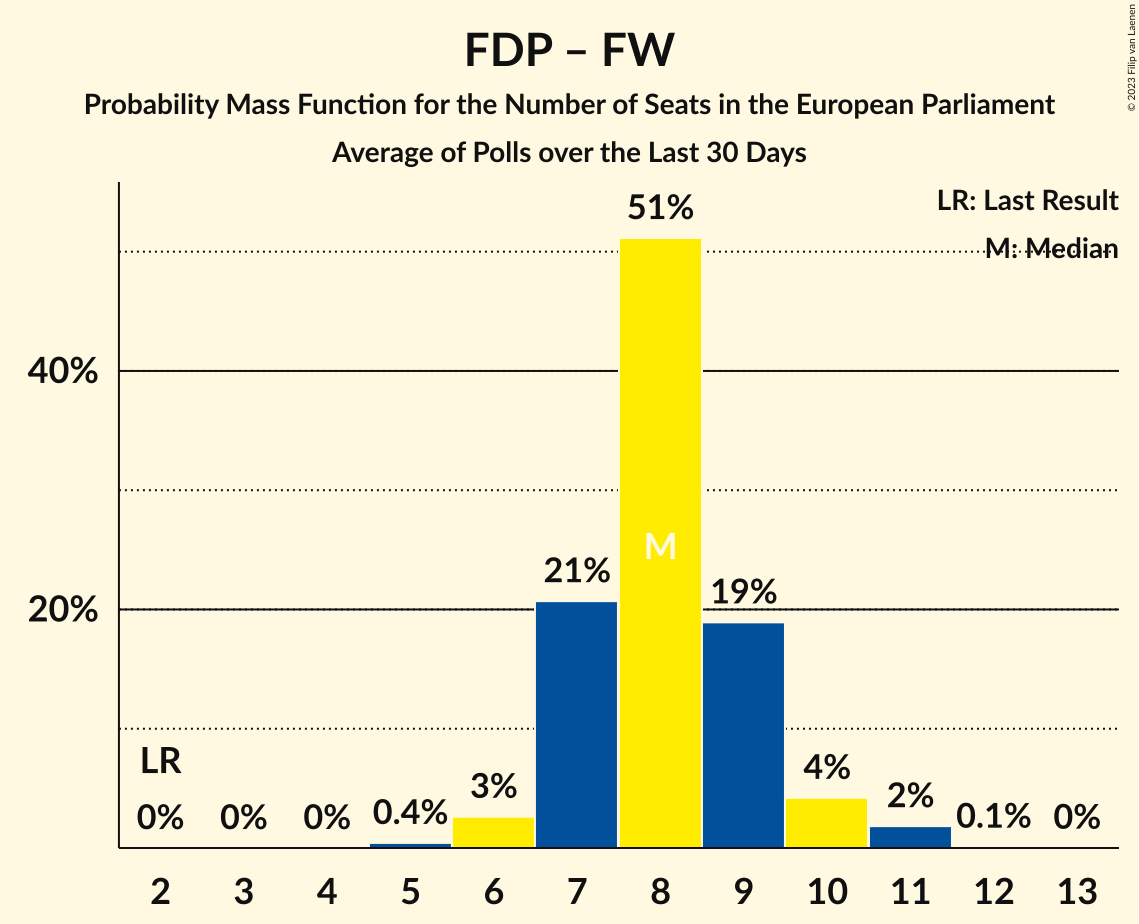 FDP – FW
Probability Mass Function for the Number of Seats in the European Parliament
Average of Polls over the Last 30 Days
© 2023 Filip van Laenen
LR: Last Result
M: Median
51%
40%
M
21%
19%
20%
LR
4%
3%
2%
0% 0% 0% 0.4% 0.1% 0%
2 3 4 5 6 7 8 9 10 11 12 13